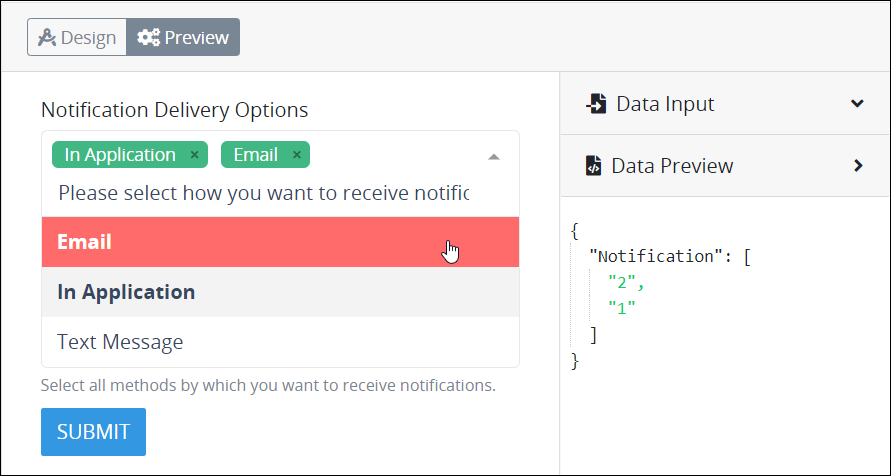 Design Preview
Notification Delivery Options
In Application × Email ×
Please select how you want to receive notific
Email
In Application
Text Message
Select all methods by which you want to receive notifications.
SUBMIT
Data Input
Data Preview
{
"Notification": [
"2",
"1"
]
}